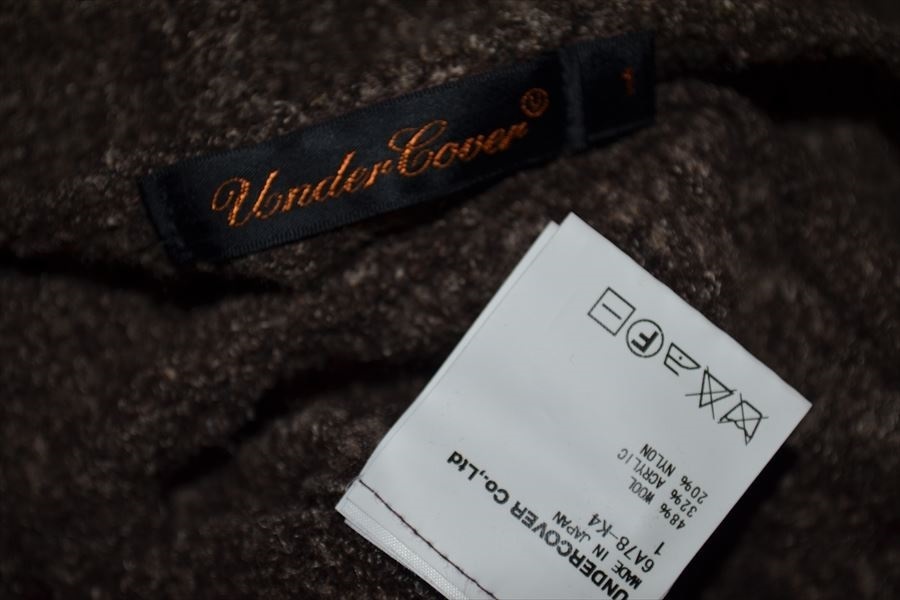 UnderCover
1
UNDERCOVER Co.,Ltd
MADE IN JAPAN
6A78-K4
1
48% WOOL
32% ACRYLIC
20% NYLON
F